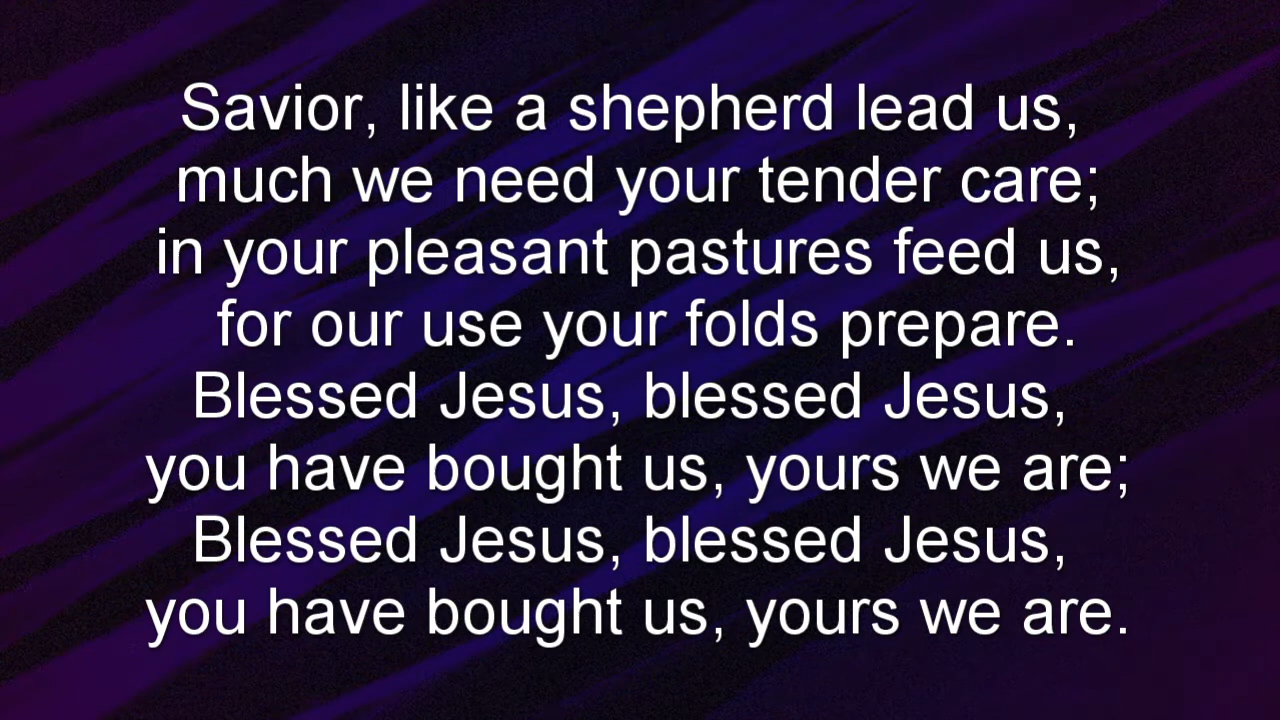 Savior, like a shepherd lead us,
much we need your tender care;
in your pleasant pastures feed us,
for our use your folds prepare.
Blessed Jesus, blessed Jesus,
you have bought us, yours we are;
Blessed Jesus, blessed Jesus,
you have bought us, yours we are.